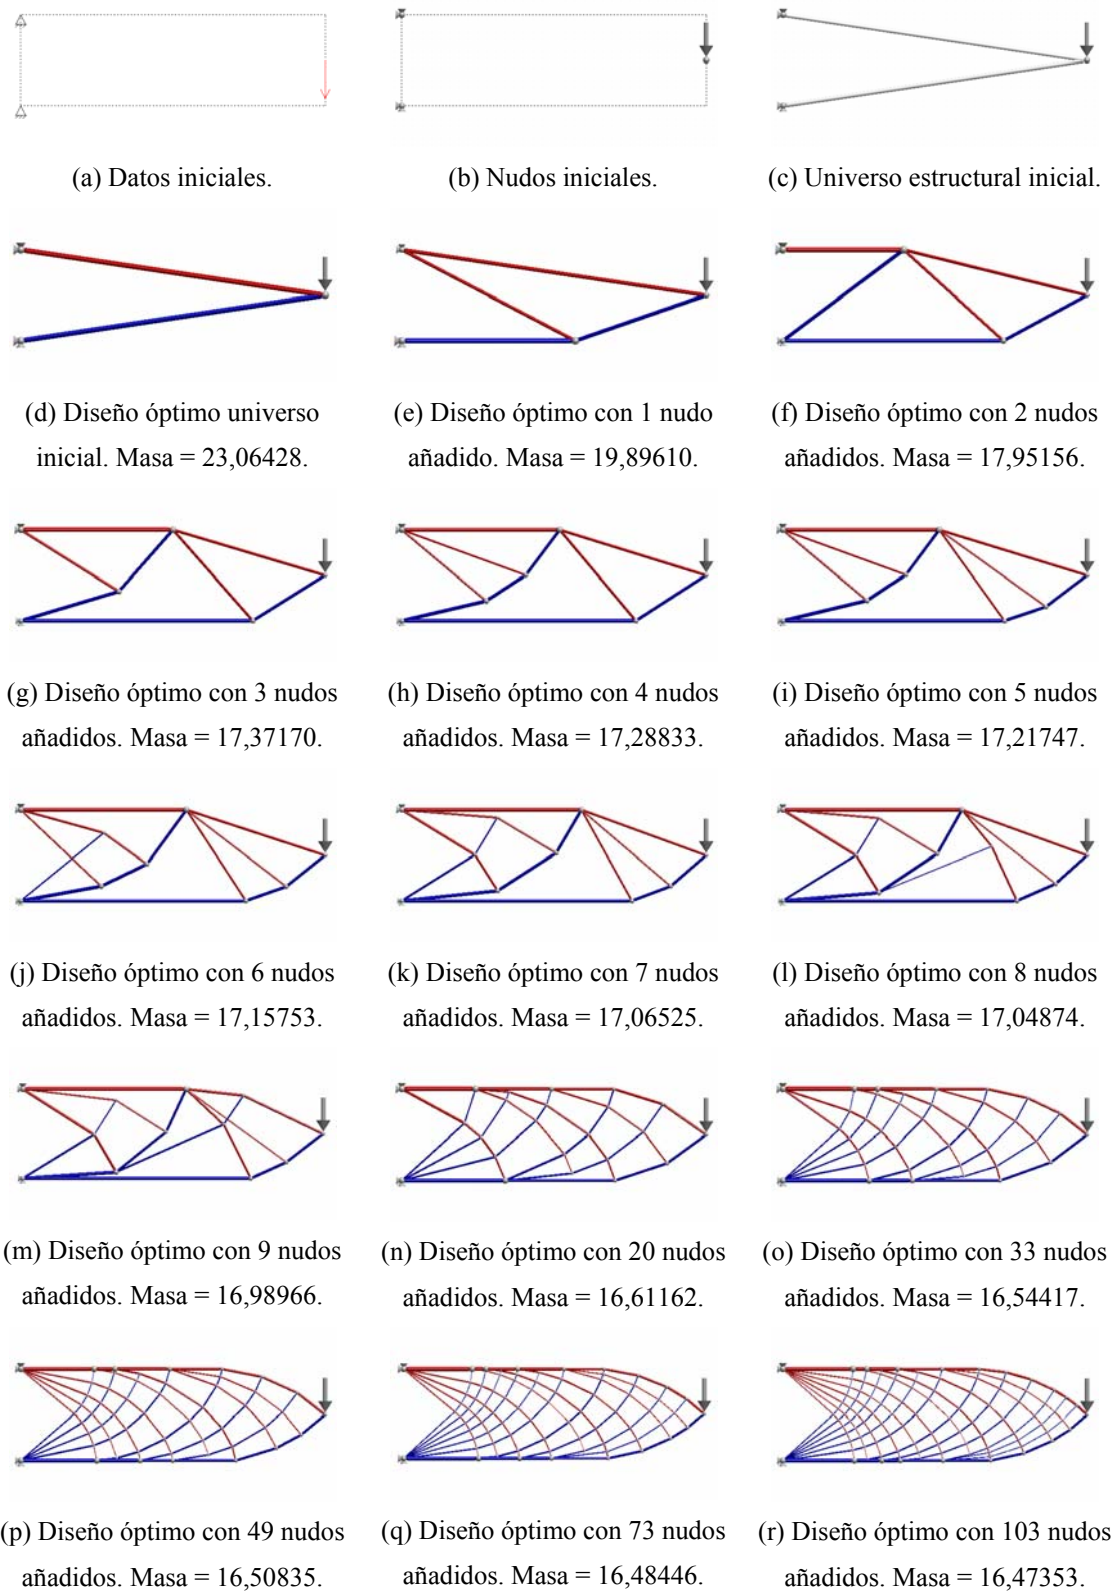 (a) Datos iniciales.
(b) Nudos iniciales.
(c) Universo estructural inicial.
(d) Diseño óptimo universo
inicial. Masa = 23,06428.
(e) Diseño óptimo con 1 nudo
añadido. Masa = 19,89610.
(f) Diseño óptimo con 2 nudos
añadidos. Masa = 17,95156.
(g) Diseño óptimo con 3 nudos
añadidos. Masa = 17,37170.
(h) Diseño óptimo con 4 nudos
añadidos. Masa = 17,28833.
(i) Diseño óptimo con 5 nudos
añadidos. Masa = 17,21747.
(j) Diseño óptimo con 6 nudos
añadidos. Masa = 17,15753.
(k) Diseño óptimo con 7 nudos
añadidos. Masa = 17,06525.
(l) Diseño óptimo con 8 nudos
añadidos. Masa = 17,04874.
(m) Diseño óptimo con 9 nudos
añadidos. Masa = 16,98966.
(n) Diseño óptimo con 20 nudos
añadidos. Masa = 16,61162.
(o) Diseño óptimo con 33 nudos
añadidos. Masa = 16,54417.
(p) Diseño óptimo con 49 nudos
añadidos. Masa = 16,50835.
(q) Diseño óptimo con 73 nudos
añadidos. Masa = 16,48446.
(r) Diseño óptimo con 103 nudos
añadidos. Masa = 16,47353.